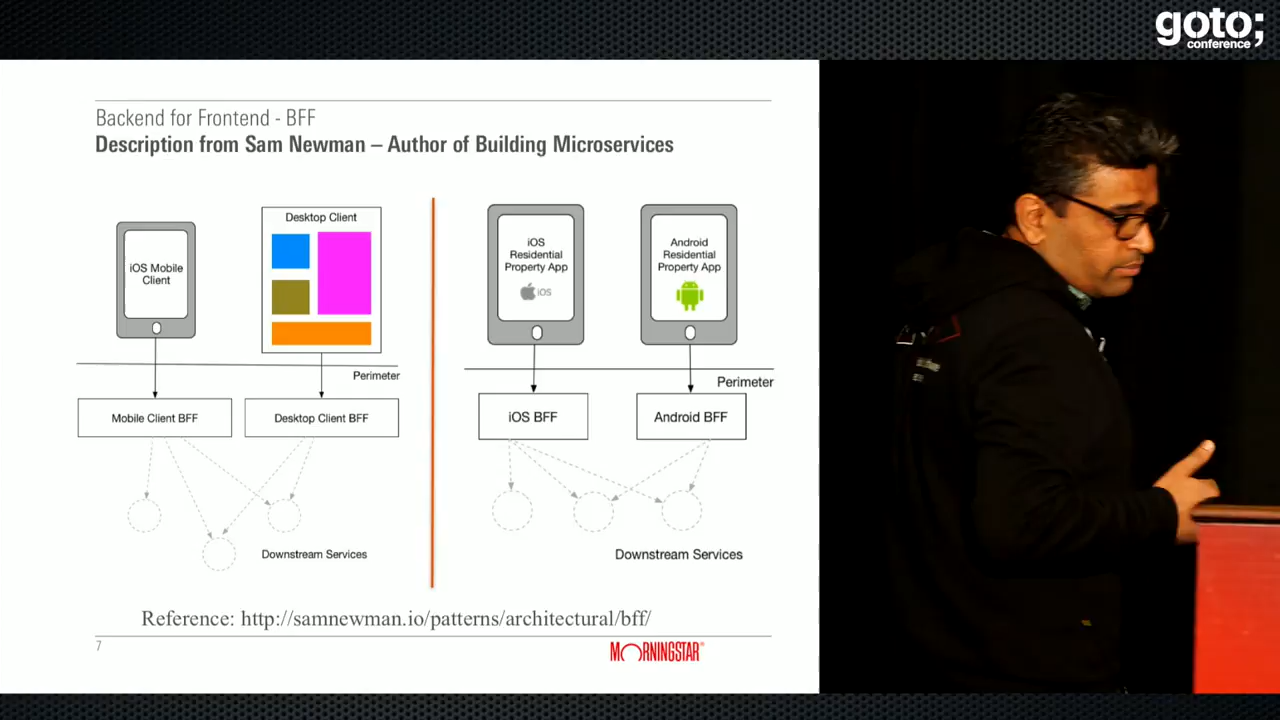 goto;
conference
Backend for Frontend - BFF
Description from Sam Newman – Author of Building Microservices
iOS Mobile
Client
Desktop Client
Perimeter
Mobile Client BFF
Desktop Client BFF
Downstream Services
iOS
Residential
Property App
iOS
Android
Residential
Property App
Perimeter
iOS BFF
Android BFF
Downstream Services
Reference: http://samnewman.io/patterns/architectural/bff/
7
MORNINGSTAR®